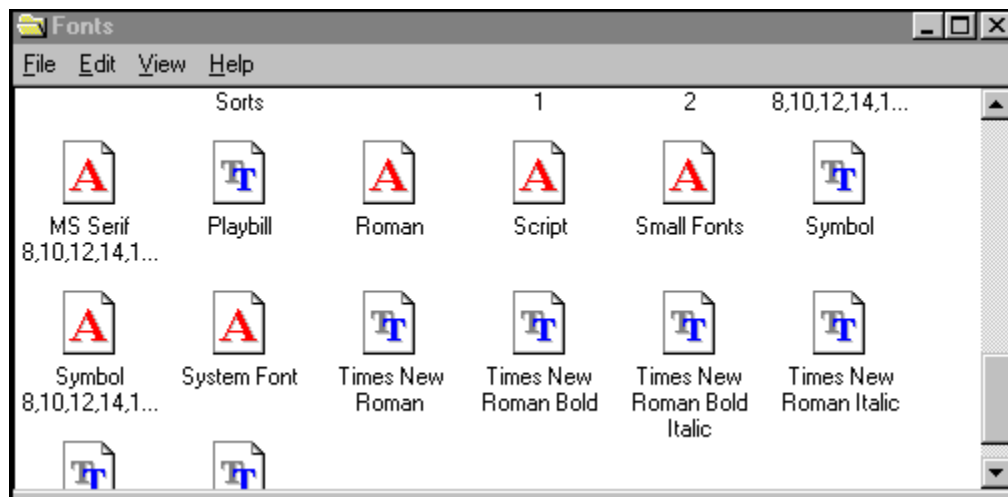 Fonts
File Edit View Help
Sorts 1 2 8,10,12,14,1...
MS Serif Playbill Roman Script Small Fonts Symbol
8,10,12,14,1...
Symbol System Font Times New Times New Times New Times New
8,10,12,14,1... Roman Roman Bold Roman Bold Roman Italic
Italic